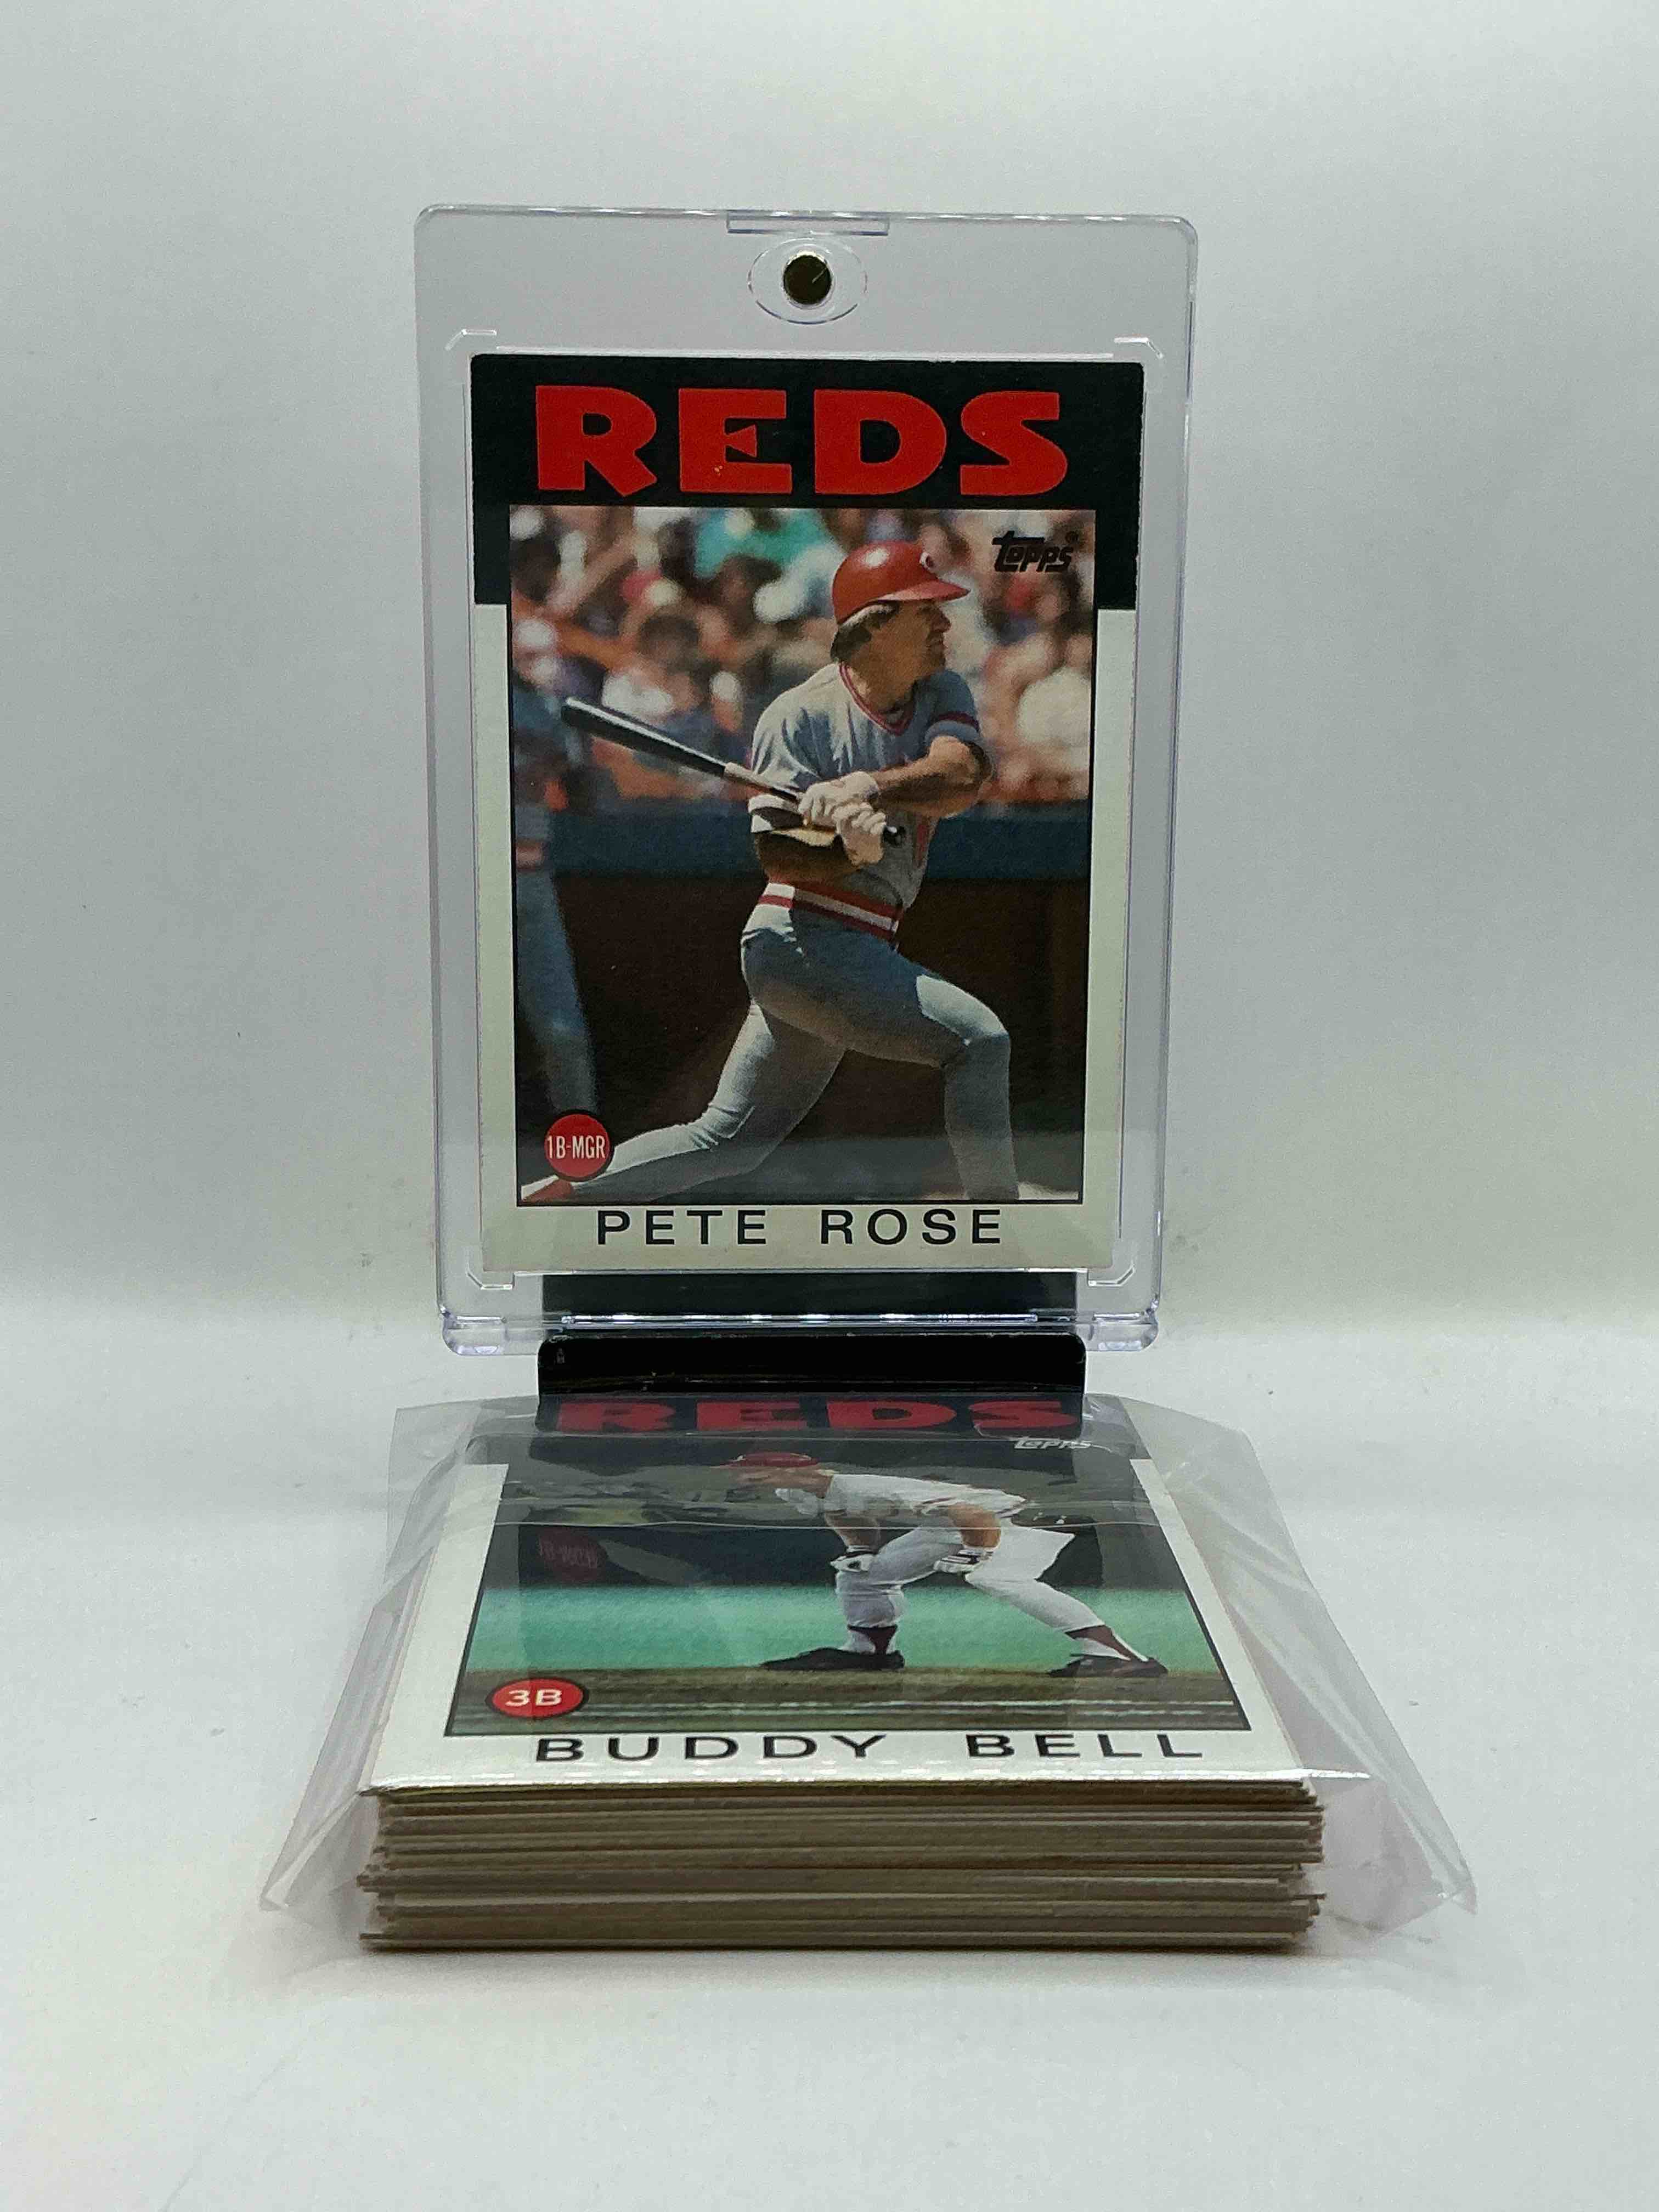 REDS
topps®
1B-MGR
PETE ROSE
REDS
topps
3B
BUDDY BELL